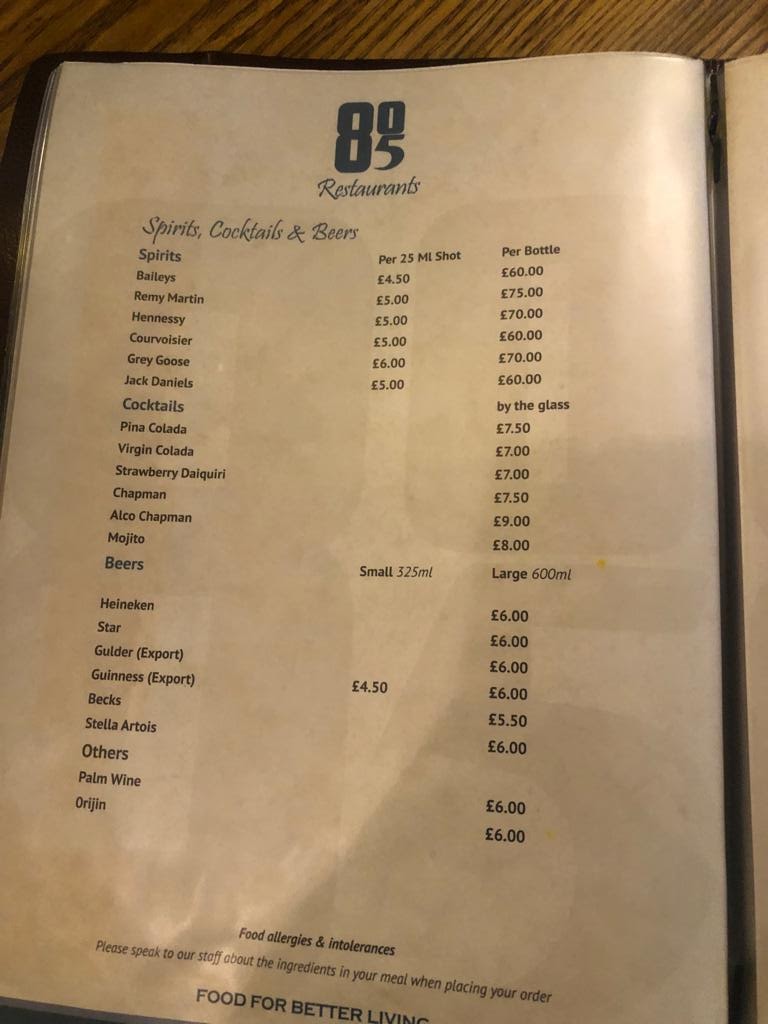 805
Restaurants
Spirits, Cocktails & Beers
Spirits Per 25 Ml Shot Per Bottle
Baileys £4.50 £60.00
Remy Martin £5.00 £75.00
Hennessy £5.00 £70.00
Courvoisier £5.00 £60.00
Grey Goose £6.00 £70.00
Jack Daniels £5.00 £60.00
Cocktails by the glass
Pina Colada £7.50
Virgin Colada £7.00
Strawberry Daiquiri £7.00
Chapman £7.50
Alco Chapman £9.00
Mojito £8.00
Beers Small 325ml Large 600ml
Heineken £6.00
Star £6.00
Gulder (Export) £6.00
Guinness (Export) £4.50 £6.00
Becks £5.50
Stella Artois £6.00
Others
Palm Wine £6.00
Orijin £6.00
Food allergies & intolerances
Please speak to our staff about the ingredients in your meal when placing your order
FOOD FOR BETTER LIVING